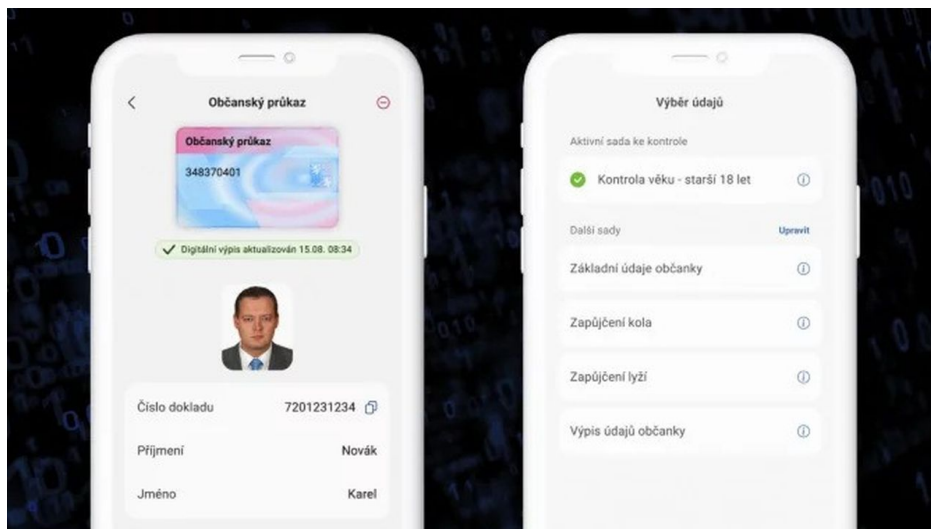 Občanský průkaz
Občanský průkaz
348370401
Digitální výpis aktualizován 15.08. 08:34
Číslo dokladu 7201231234
Příjmení Novák
Jméno Karel
Výběr údajů
Aktivní sada ke kontrole
Kontrola věku - starší 18 let
Další sady Upravit
Základní údaje občanky
Zapůjčení kola
Zapůjčení lyží
Výpis údajů občanky